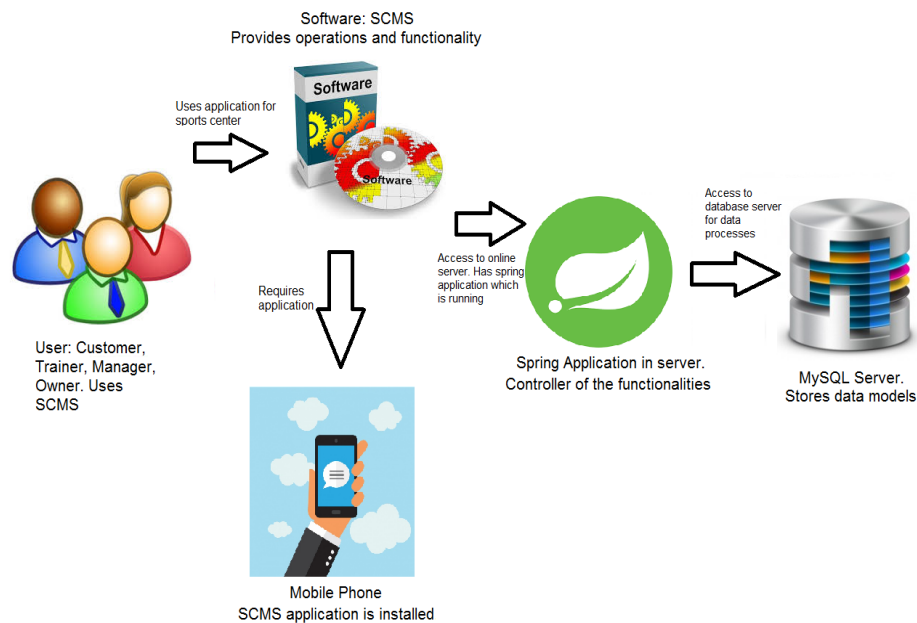 Software: SCMS
Provides operations and functionality
Software
Software
Uses application for
sports center
Access to
database server
for data
processes
Access to online
server. Has spring
application which
is running
Requires
application
User: Customer,
Trainer, Manager,
Owner. Uses
SCMS
Spring Application in server.
Controller of the functionalities
MySQL Server.
Stores data models
Mobile Phone
SCMS application is installed